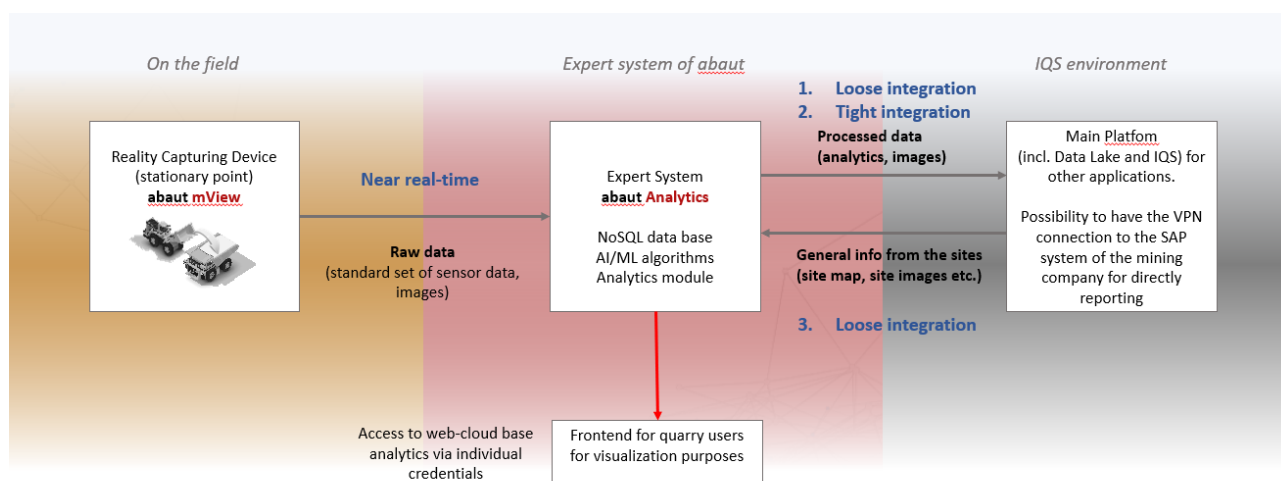 On the field
Expert system of abaut
IQS environment
1. Loose integration
2. Tight integration
Reality Capturing Device
(stationary point)
abaut mView
Near real-time
Raw data
(standard set of sensor data,
images)
Expert System
abaut Analytics
NoSQL data base
AI/ML algorithms
Analytics module
Processed data
(analytics, images)
General info from the sites
(site map, site images etc.)
3. Loose integration
Main Platfom
(incl. Data Lake and IQS) for
other applications.
Possibility to have the VPN
connection to the SAP
system of the mining
company for directly
reporting
Access to web-cloud base
analytics via individual
credentials
Frontend for quarry users
for visualization purposes